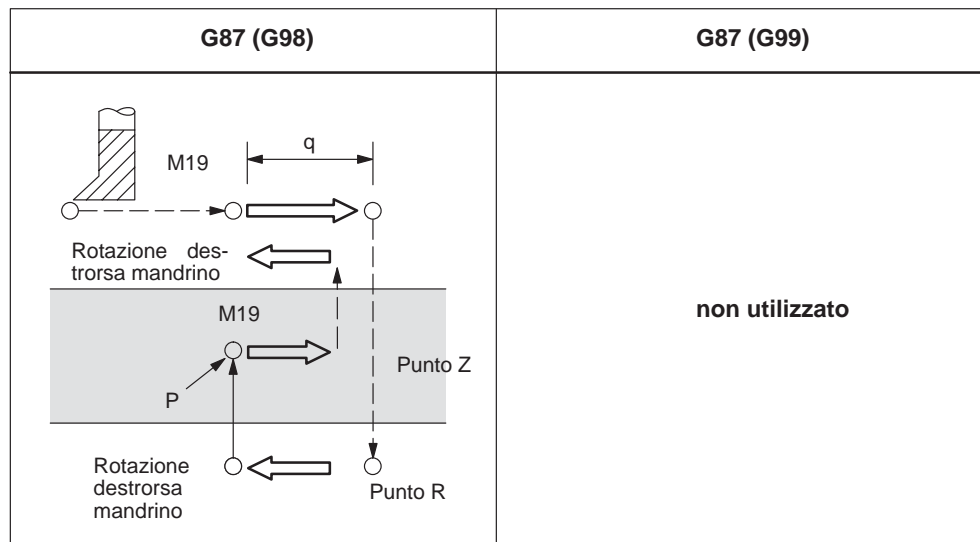 G87 (G98)
G87 (G99)
M19
q
Rotazione des-
trorsa mandrino
M19
Punto Z
P
Rotazione
destrorsa
mandrino
Punto R
non utilizzato